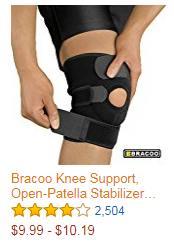 BRACOO
Bracoo Knee Support,
Open-Patella Stabilizer...
2,504
$9.99 - $10.19